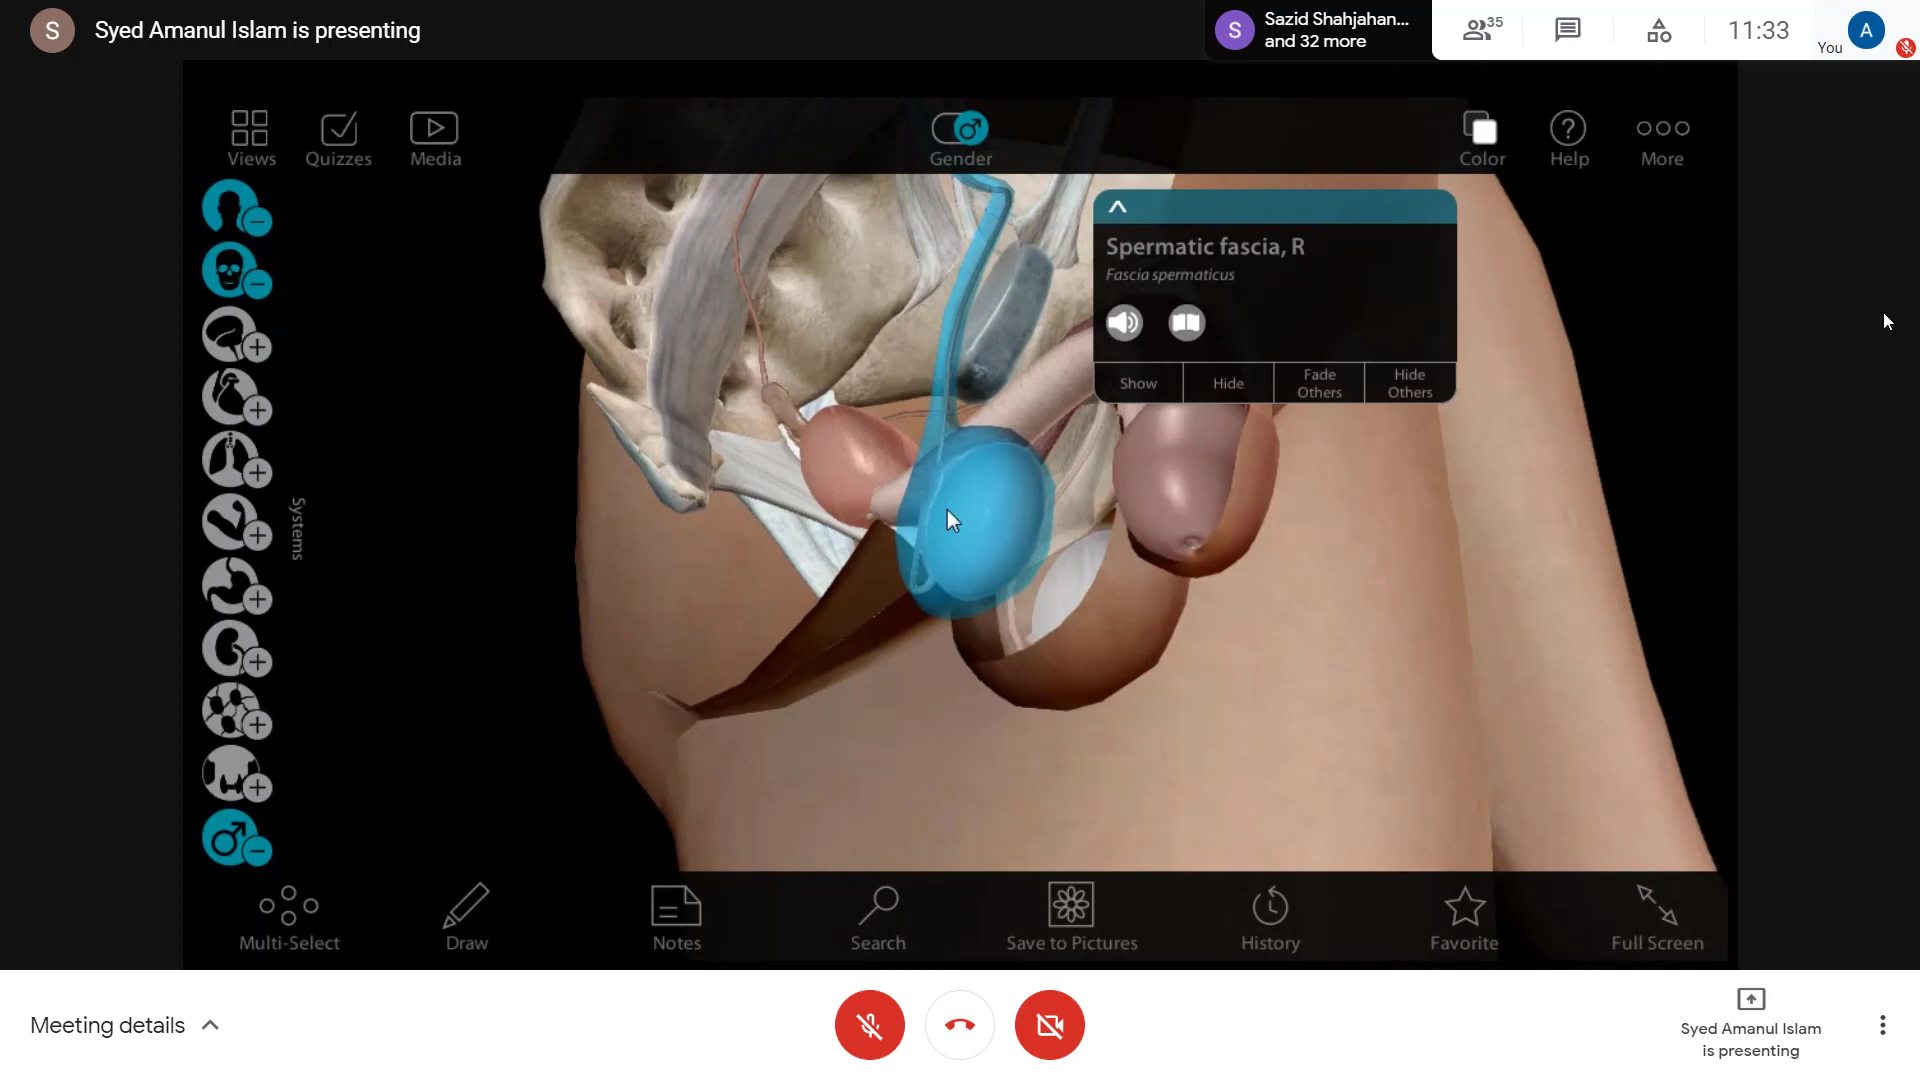 S
Syed Amanul Islam is presenting
S
Sazid Shahjahan...
and 32 more
35
11:33
You
A
Views
Quizzes
Media
Gender
Color
Help
More
Spermatic fascia, R
Fascia spermaticus
Show
Hide
Fade
Others
Hide
Others
Systems
Multi-Select
Draw
Notes
Search
Save to Pictures
History
Favorite
Full Screen
Meeting details
Syed Amanul Islam
is presenting